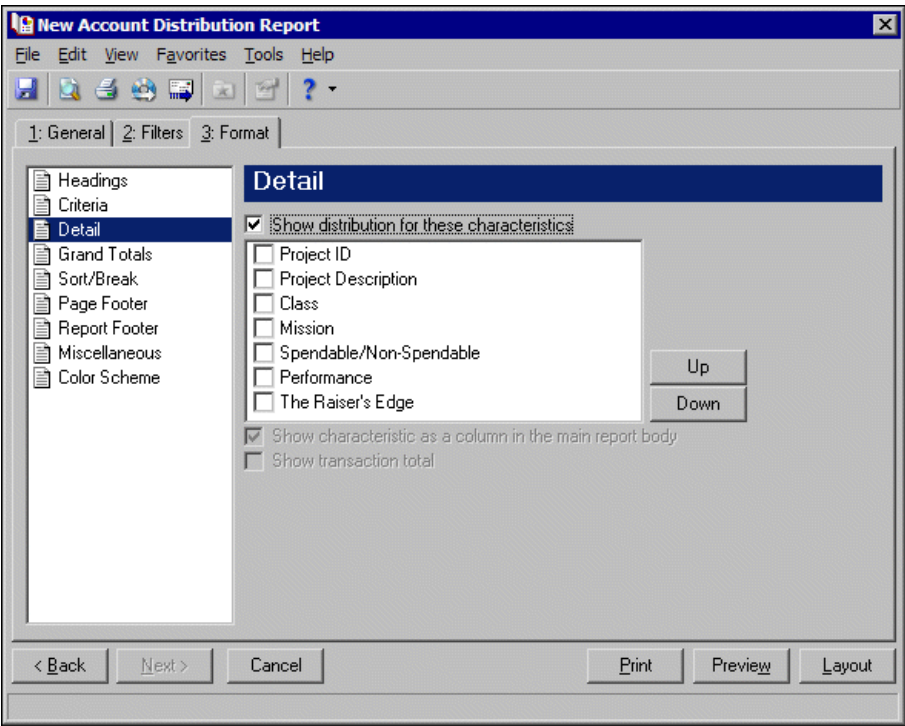 New Account Distribution Report
File Edit View Favorites Tools Help
?
1: General 2: Filters 3: Format
Headings
Criteria
Detail
Grand Totals
Sort/Break
Page Footer
Report Footer
Miscellaneous
Color Scheme
Detail
Show distribution for these characteristics
Project ID
Project Description
Class
Mission
Spendable/Non-Spendable
Performance
The Raiser's Edge
Up
Down
Show characteristic as a column in the main report body
Show transaction total
< Back Next > Cancel Print Preview Layout